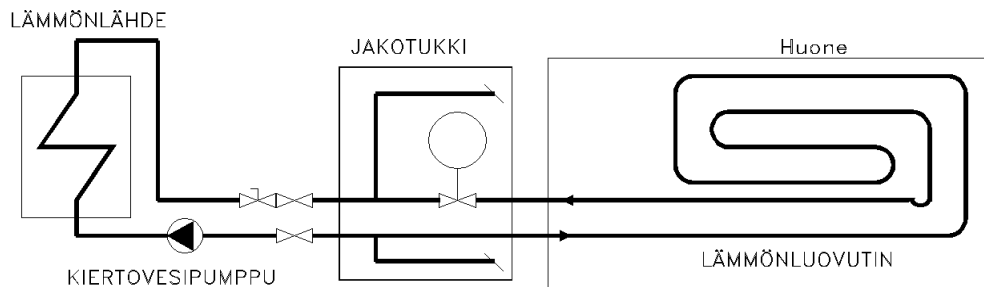 LÄMMÖNLÄHDE
JAKOTUKKI
Huone
LÄMMÖNLUOVUTIN
KIERTOVESIPUMPPU